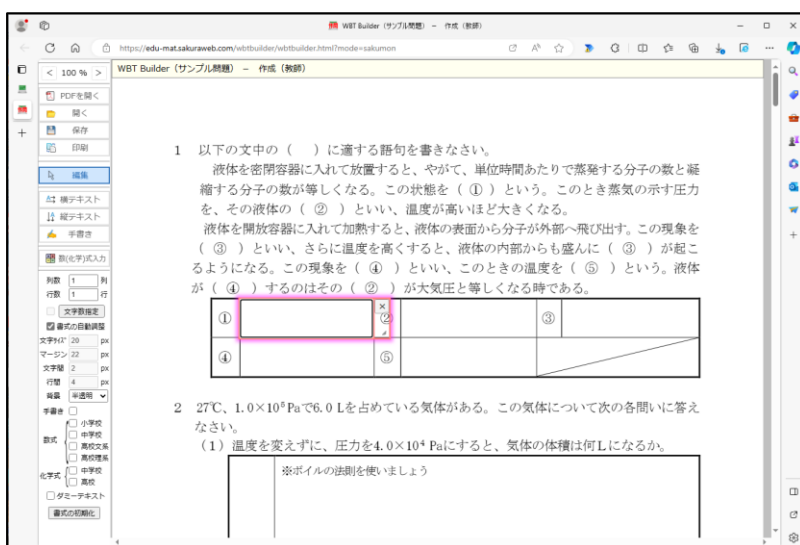 WBT Builder (サンプル問題) － 作成 (教師)
https://edu-mat.sakuraweb.com/wbtbuilder/wbtbuilder.html?mode=sakumon
< 100 % >
WBT Builder（サンプル問題） － 作成（教師）
PDFを開く
開く
保存
印刷
編集
横テキスト
縦テキスト
手書き
数(化学)式入力
列数 1 列
行数 1 行
文字数指定
書式の自動調整
文字ｻｲｽﾞ 20 px
マージン 22 px
文字間 2 px
行間 4 px
背景 半透明
手書き
数式
小学校
中学校
高校文系
高校理系
化学式
中学校
高校
ダミーテキスト
書式の初期化
1 以下の文中の（　）に適する語句を書きなさい。
液体を密閉容器に入れて放置すると、やがて、単位時間あたりで蒸発する分子の数と凝
縮する分子の数が等しくなる。この状態を（ ① ）という。このとき蒸気の示す圧力
を、その液体の（ ② ）といい、温度が高いほど大きくなる。
液体を開放容器に入れて加熱すると、液体の表面から分子が外部へ飛び出す。この現象を
（ ③ ）といい、さらに温度を高くすると、液体の内部からも盛んに（ ③ ）が起こ
るようになる。この現象を（ ④ ）といい、このときの温度を（ ⑤ ）という。液体
が（ ④ ）するのはその（ ② ）が大気圧と等しくなる時である。
① ② ③
④ ⑤
2 27℃、1.0×10⁵Paで6.0 Lを占めている気体がある。この気体について次の各問いに答え
なさい。
（1）温度を変えずに、圧力を4.0×10⁴ Paにすると、気体の体積は何Lになるか。
※ボイルの法則を使いましょう